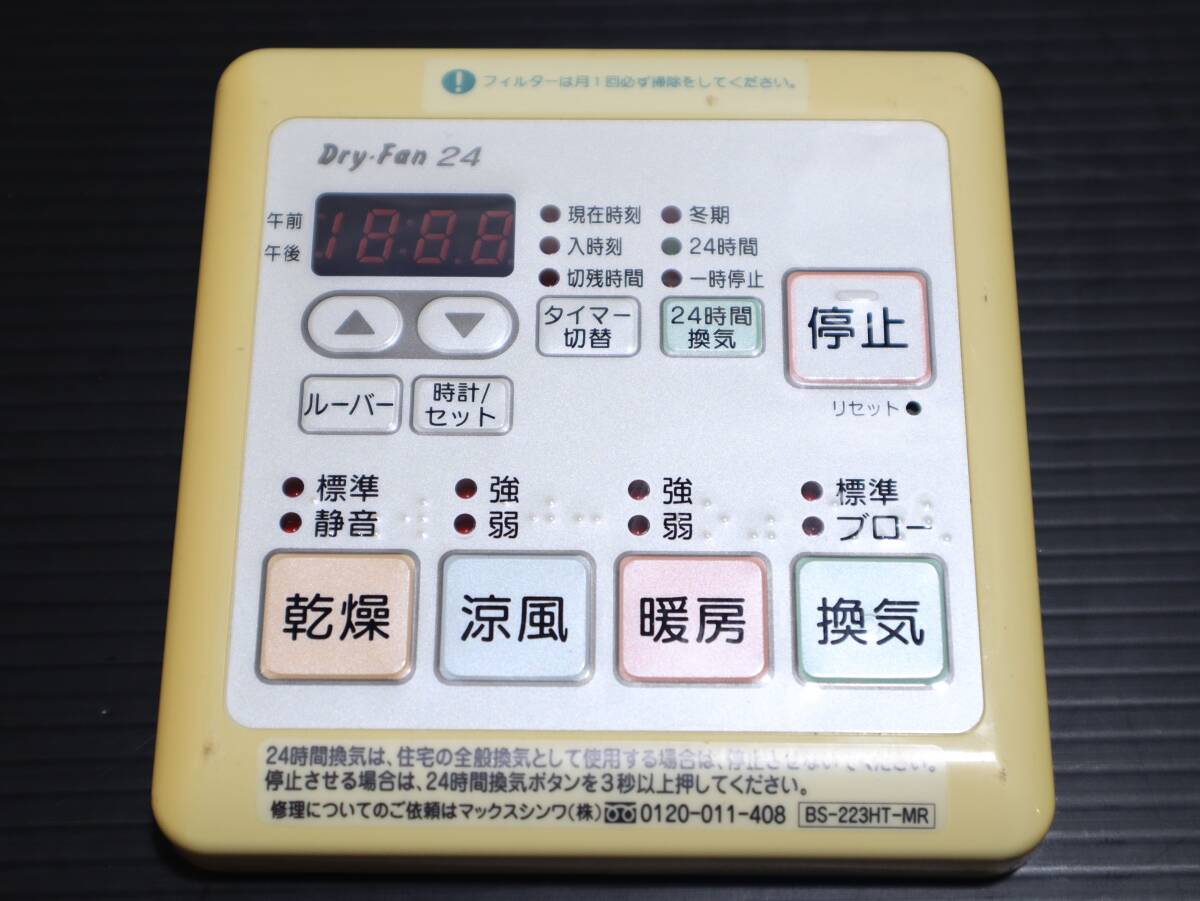 フィルターは月1回必ず掃除をしてください。
Dry・Fan 24
午前
午後
18:88
現在時刻
入時刻
切残時間
冬期
24時間
一時停止
タイマー
切替
24時間
換気
停止
リセット
ルーバー
時計/
セット
標準
静音
強
弱
強
弱
標準
ブロー
乾燥
涼風
暖房
換気
24時間換気は、住宅の全般換気として使用する場合は、停止させないでください。
停止させる場合は、24時間換気ボタンを3秒以上押してください。
修理についてのご依頼はマックスシンワ(株) 0120-011-408 BS-223HT-MR